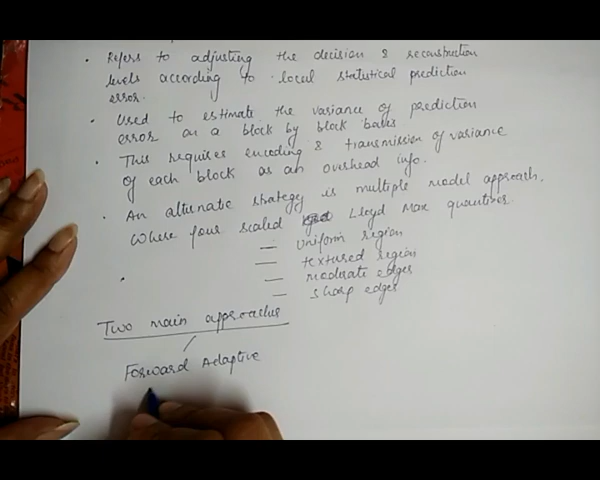 • Refers to adjusting the decision & reconstruction
levels according to local statistical prediction
error.
• Used to estimate the variance of prediction
error on a block by block basis
• This requires encoding & transmission of variance
of each block as an overhead info.
• An alternate strategy is multiple model approach.
Where four scaled Lloyd Max quantizers.
— uniform region
— textured region
— moderate edges
— sharp edges
Two main approaches
Forward Adaptive